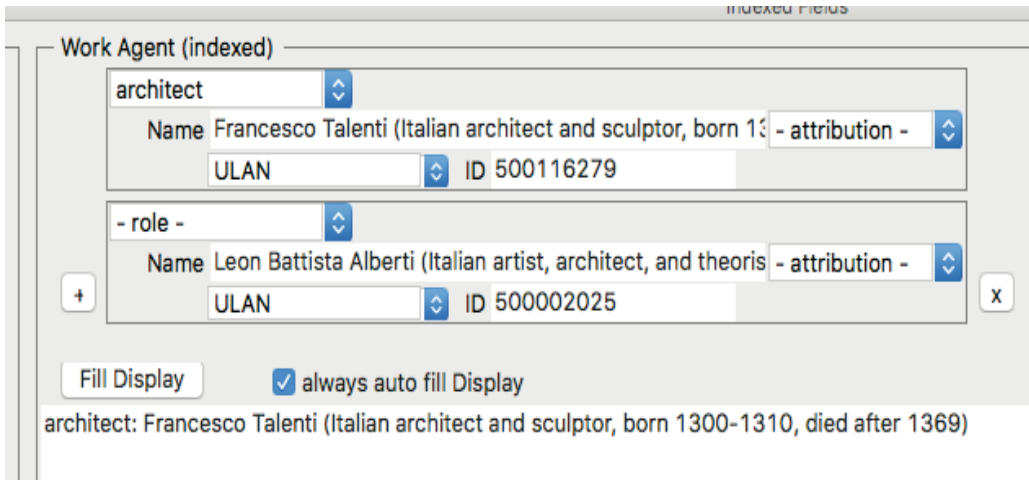 Indexed Fields
Work Agent (indexed)
architect
Name Francesco Talenti (Italian architect and sculptor, born 13 - attribution -
ULAN ID 500116279
- role -
Name Leon Battista Alberti (Italian artist, architect, and theoris - attribution -
+ x
ULAN ID 500002025
Fill Display always auto fill Display
architect: Francesco Talenti (Italian architect and sculptor, born 1300-1310, died after 1369)